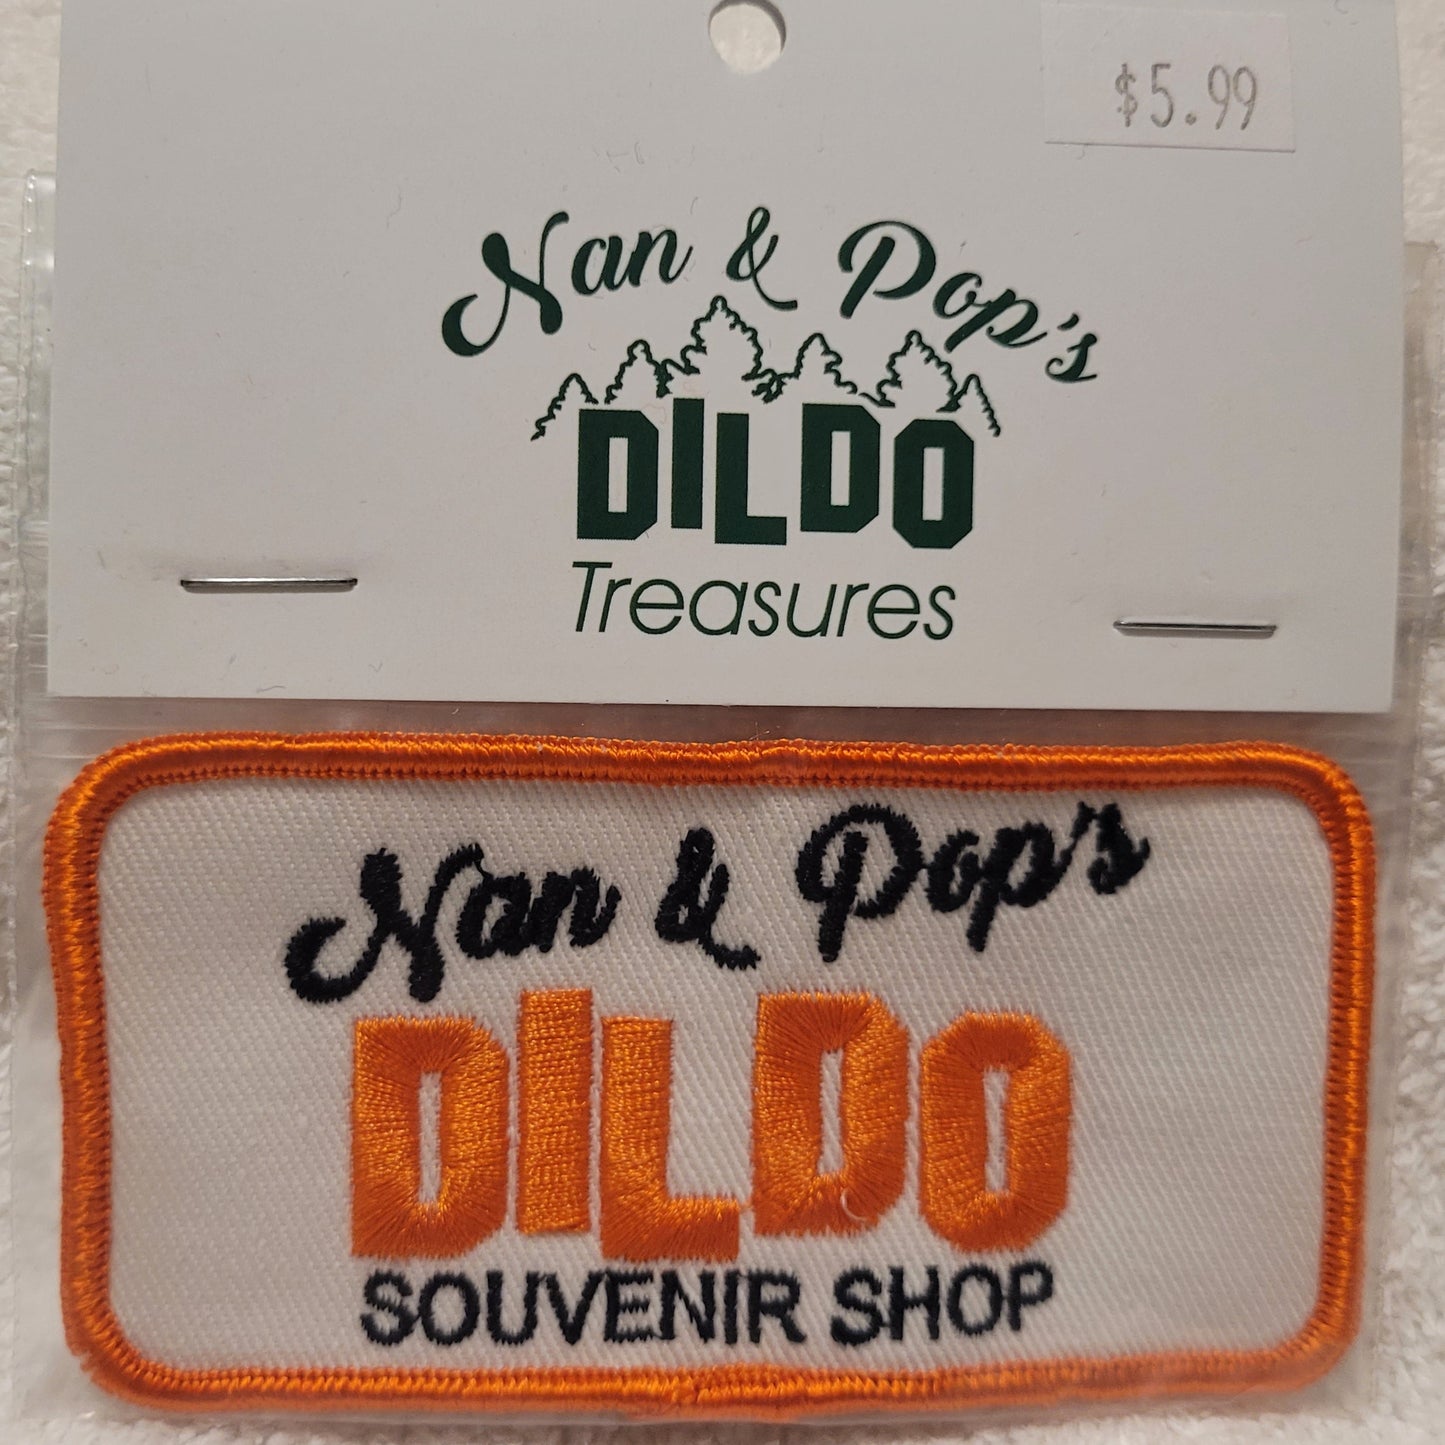 $5.99
Nan & Pop's
DILDO
Treasures
Nan & Pop's
DILDO
SOUVENIR SHOP